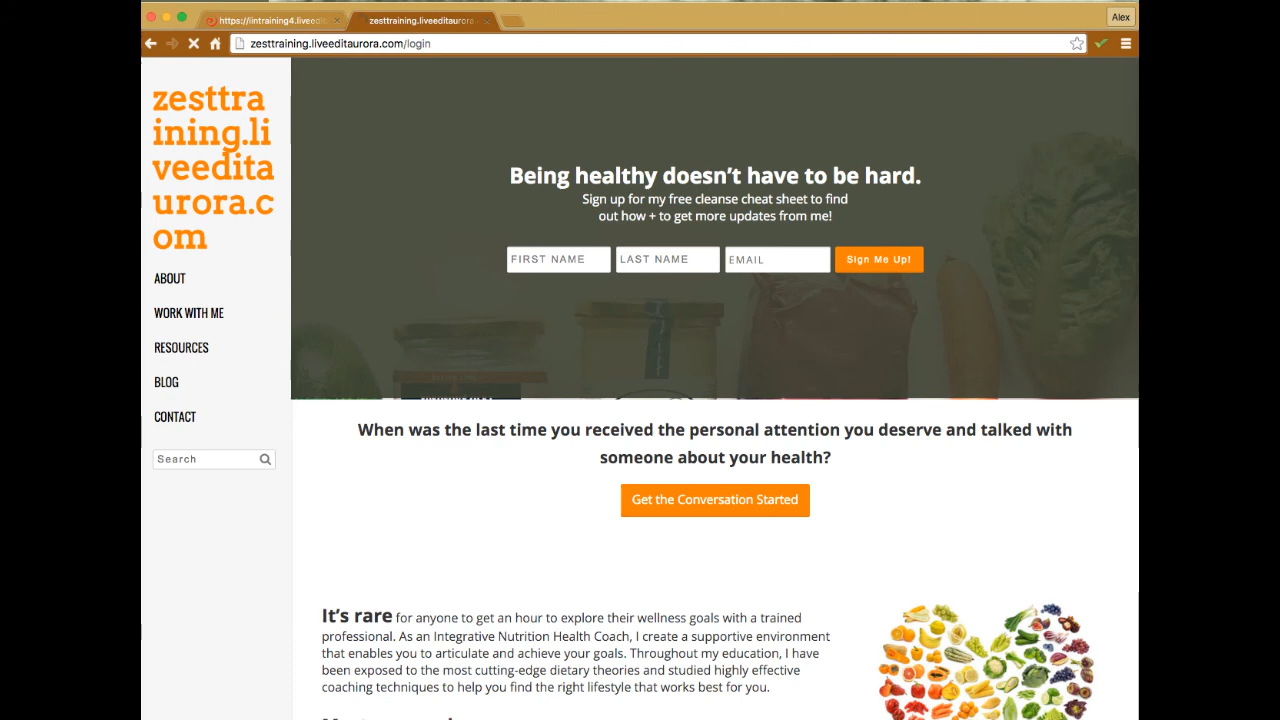 https://iintraining4.liveedit
zesttraining.liveeditaurora
Alex
zesttraining.liveeditaurora.com/login
zesttra
ining.li
veedita
urora.c
om
ABOUT
WORK WITH ME
RESOURCES
BLOG
CONTACT
Search
Being healthy doesn't have to be hard.
Sign up for my free cleanse cheat sheet to find
out how + to get more updates from me!
FIRST NAME
LAST NAME
EMAIL
Sign Me Up!
When was the last time you received the personal attention you deserve and talked with
someone about your health?
Get the Conversation Started
It's rare for anyone to get an hour to explore their wellness goals with a trained
professional. As an Integrative Nutrition Health Coach, I create a supportive environment
that enables you to articulate and achieve your goals. Throughout my education, I have
been exposed to the most cutting-edge dietary theories and studied highly effective
coaching techniques to help you find the right lifestyle that works best for you.